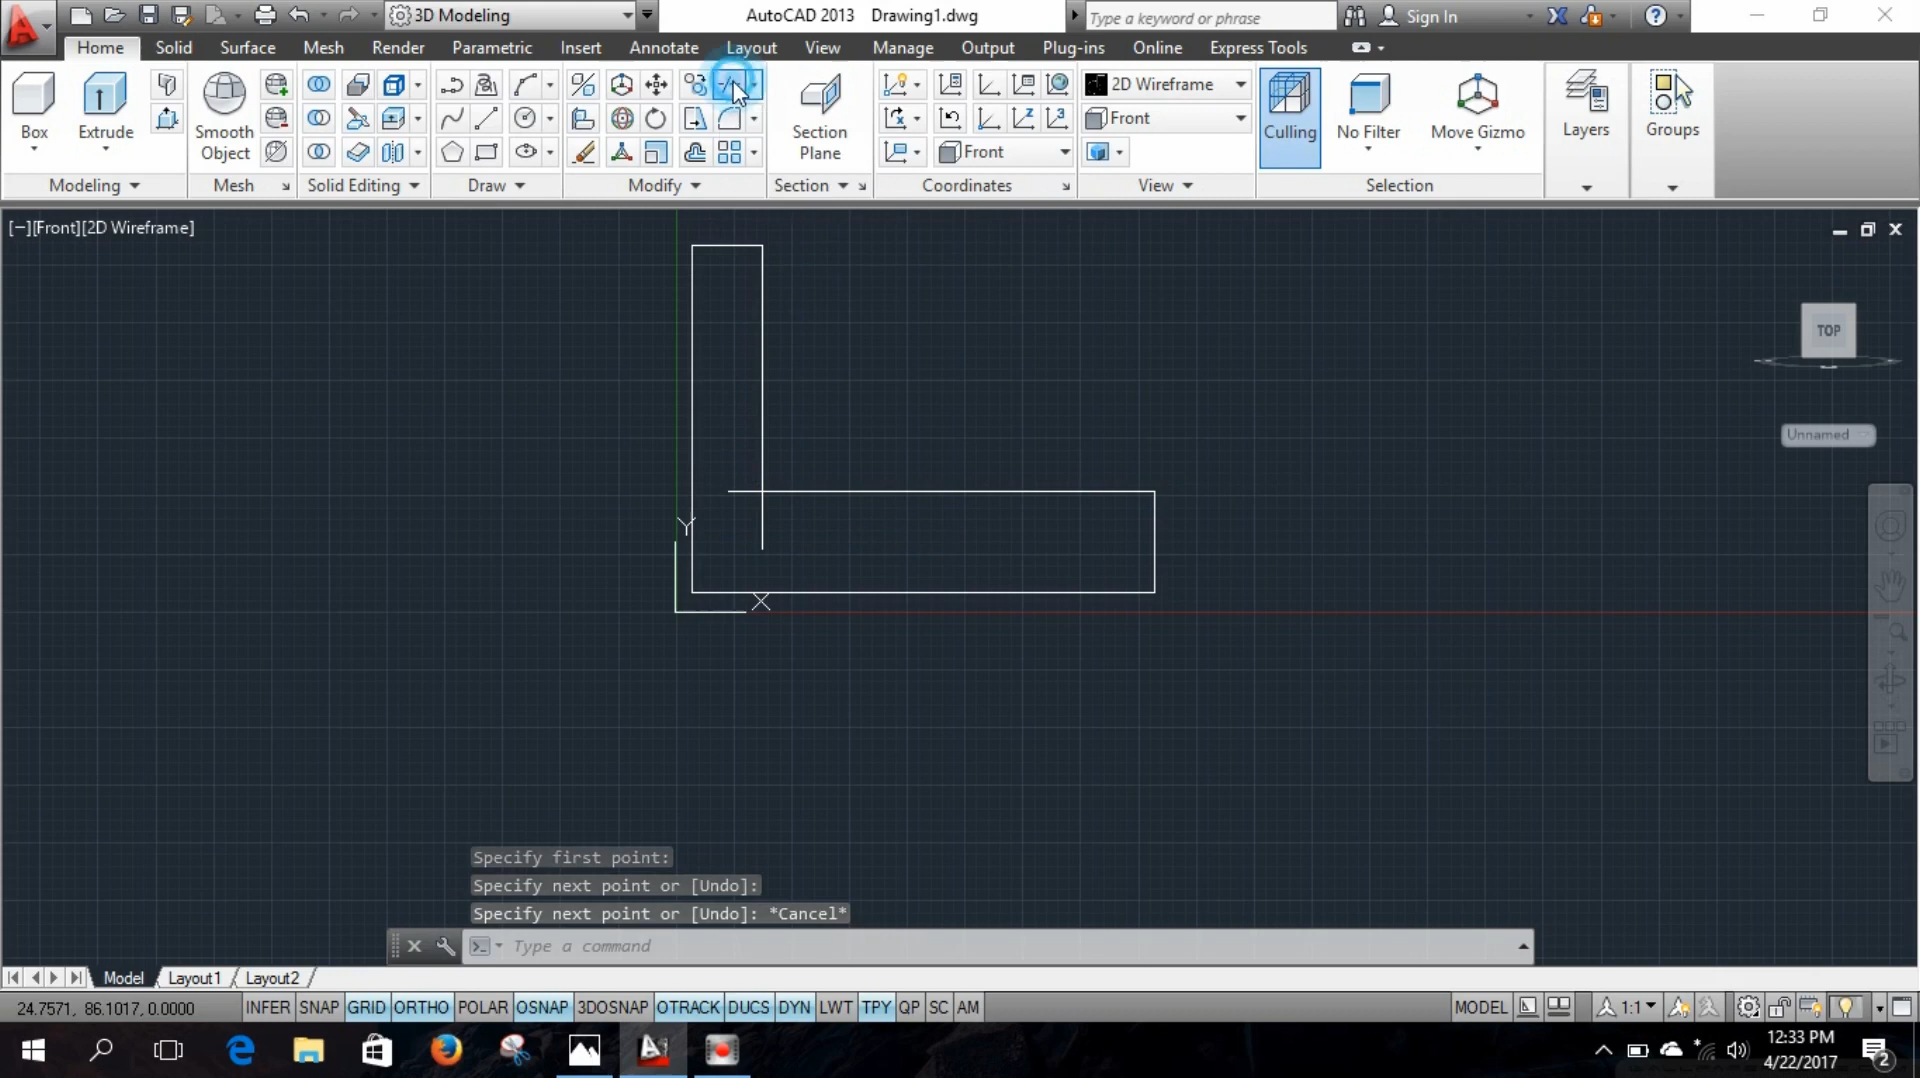 3D Modeling
AutoCAD 2013 Drawing1.dwg
Type a keyword or phrase
Sign In
Home Solid Surface Mesh Render Parametric Insert Annotate Layout View Manage Output Plug-ins Online Express Tools
Box
Extrude
Smooth
Object
Section
Plane
Front
2D Wireframe
Front
Culling
No Filter
Move Gizmo
Layers
Groups
Modeling
Mesh
Solid Editing
Draw
Modify
Section
Coordinates
View
Selection
[−][Front][2D Wireframe]
TOP
Unnamed
Y
X
Specify first point:
Specify next point or [Undo]:
Specify next point or [Undo]: *Cancel*
Type a command
Model Layout1 Layout2
24.7571, 86.1017, 0.0000
INFER SNAP GRID ORTHO POLAR OSNAP 3DOSNAP OTRACK DUCS DYN LWT TPY QP SC AM
MODEL
1:1
12:33 PM
4/22/2017
2